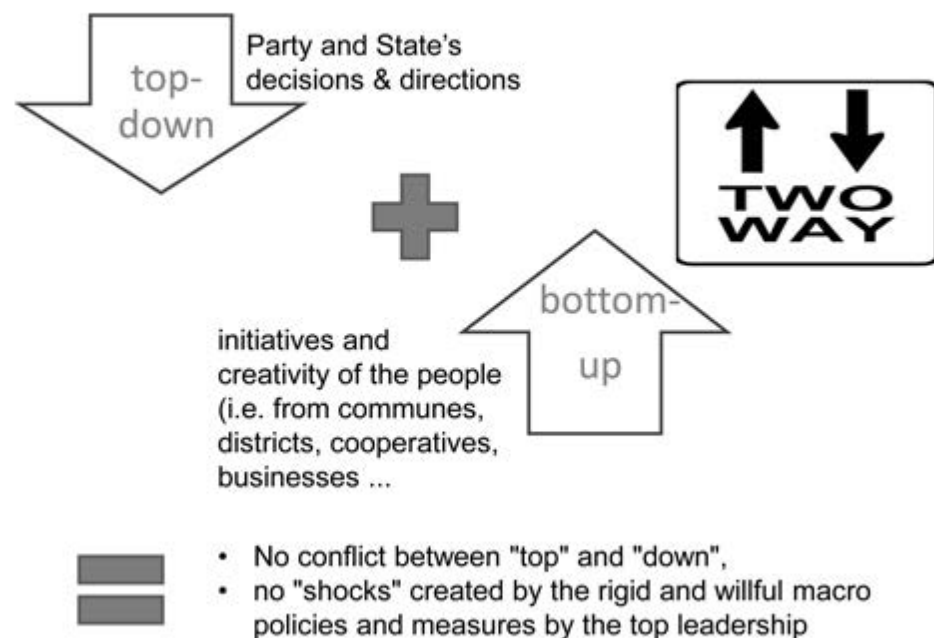 top-
down
Party and State's
decisions & directions
TWO
WAY
bottom-
up
initiatives and
creativity of the people
(i.e. from communes,
districts, cooperatives,
businesses ...
• No conflict between "top" and "down",
• no "shocks" created by the rigid and willful macro
policies and measures by the top leadership